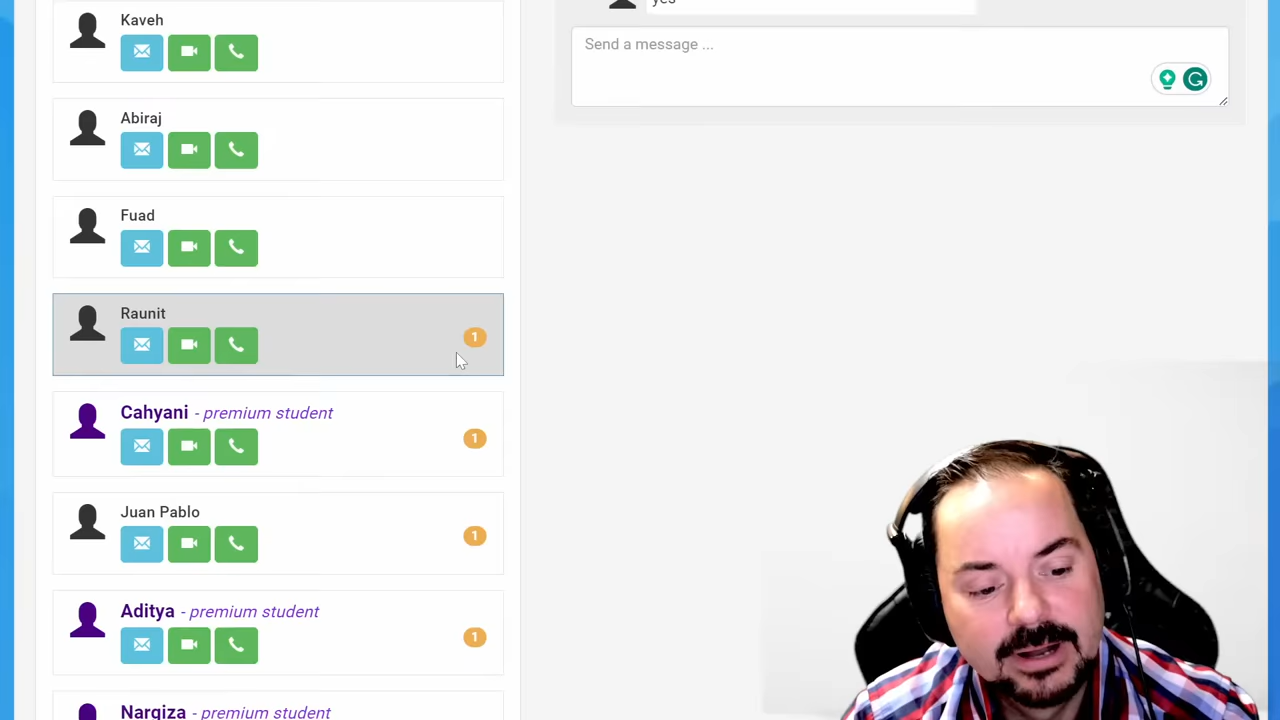 Kaveh
Abiraj
Fuad
Raunit
1
Cahyani - premium student
1
Juan Pablo
1
Aditya - premium student
1
Nargiza - premium student
yes
Send a message ...